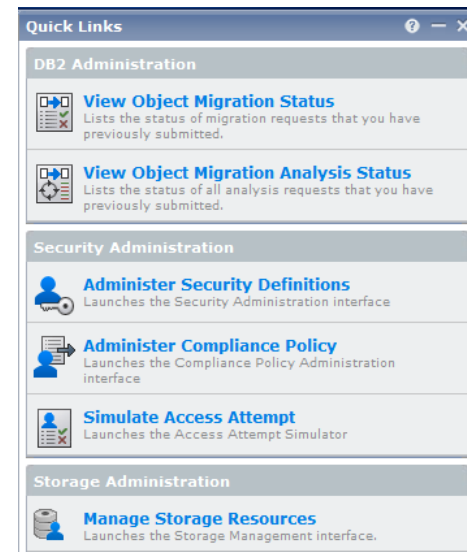 Quick Links
DB2 Administration
View Object Migration Status
Lists the status of migration requests that you have
previously submitted.
View Object Migration Analysis Status
Lists the status of all analysis requests that you have
previously submitted.
Security Administration
Administer Security Definitions
Launches the Security Administration interface
Administer Compliance Policy
Launches the Compliance Policy Administration
interface
Simulate Access Attempt
Launches the Access Attempt Simulator
Storage Administration
Manage Storage Resources
Launches the Storage Management interface.